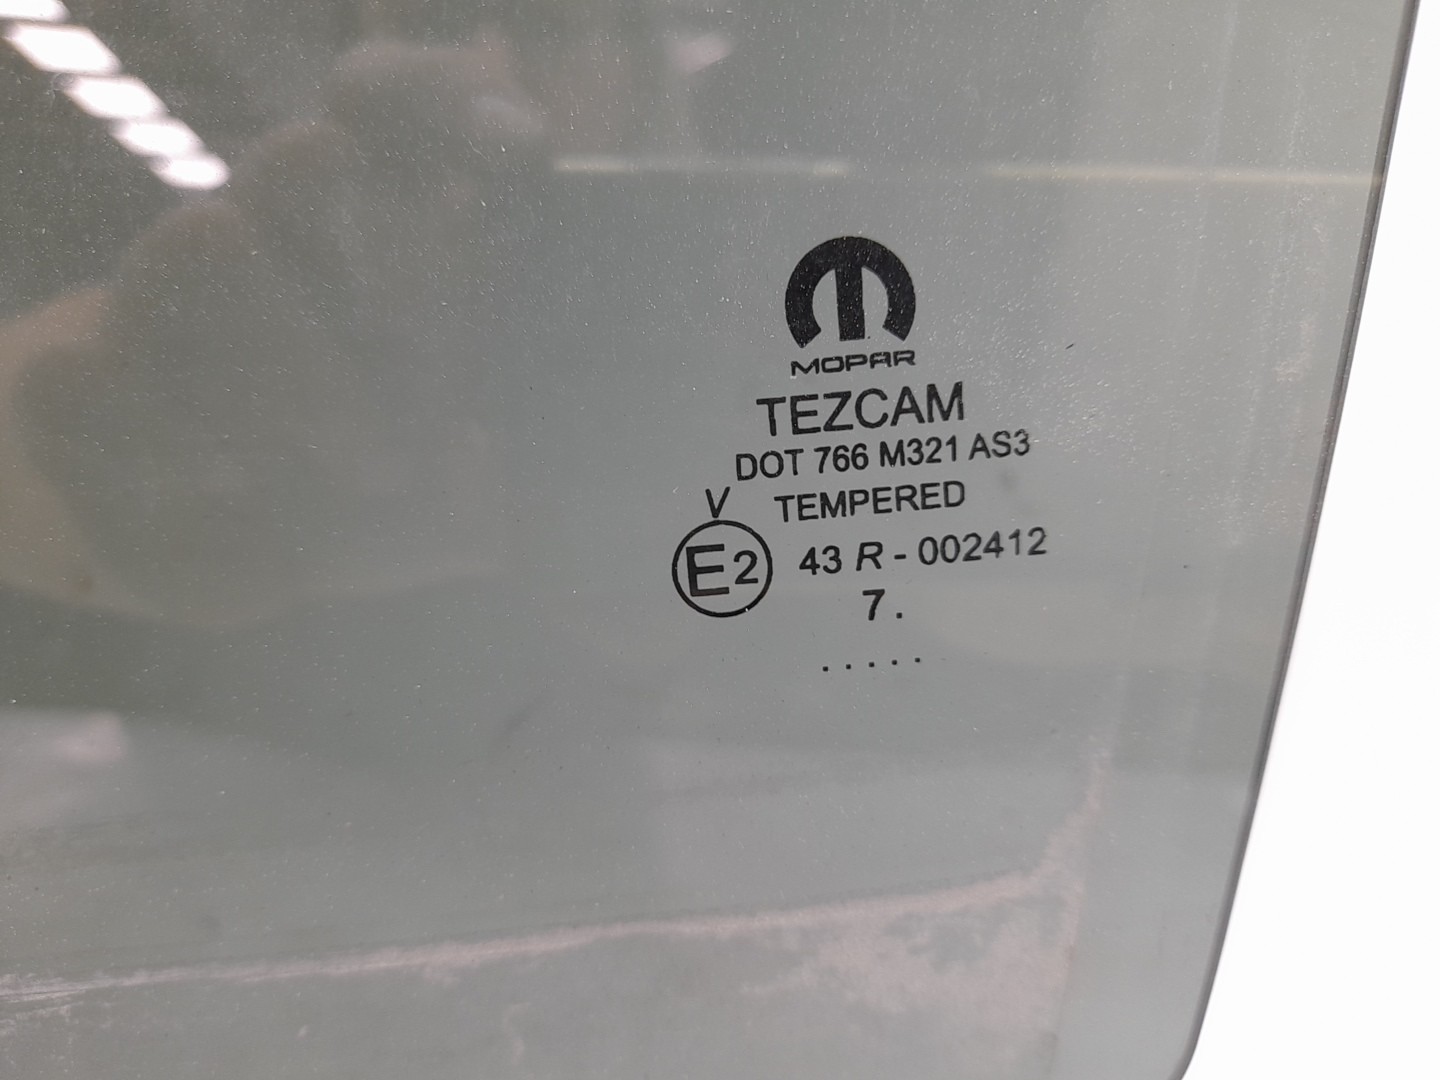 MOPAR
TEZCAM
DOT 766 M321 AS3
V TEMPERED
E2 43 R - 002412
7 .
. . . . .